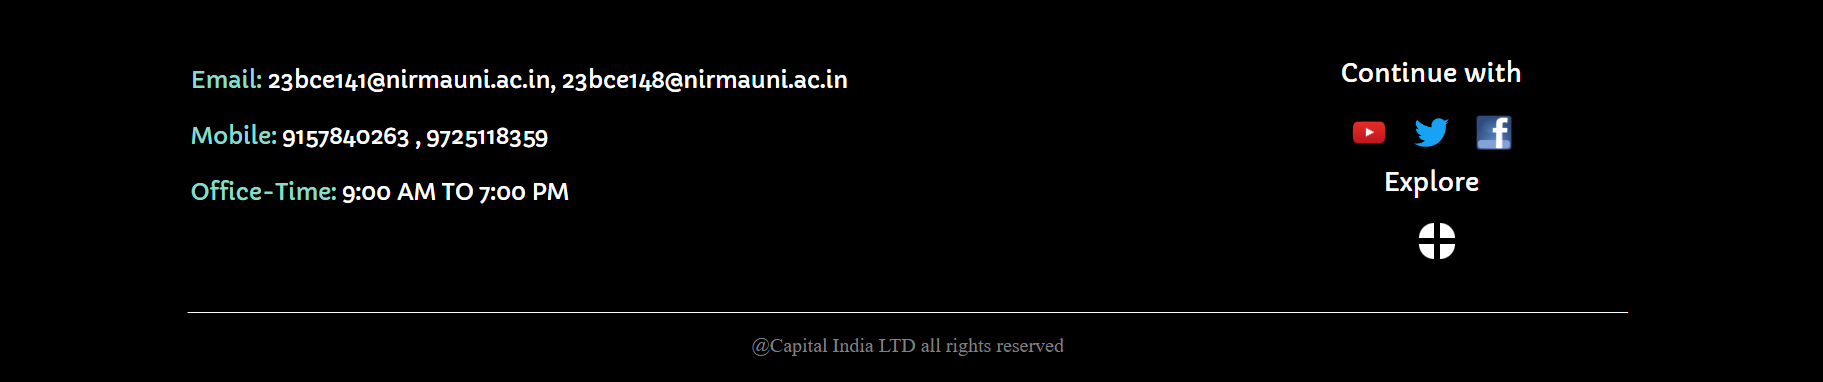 Email: 23bce141@nirmauni.ac.in, 23bce148@nirmauni.ac.in
Mobile: 9157840263 , 9725118359
Office-Time: 9:00 AM TO 7:00 PM
Continue with
Explore
@Capital India LTD all rights reserved